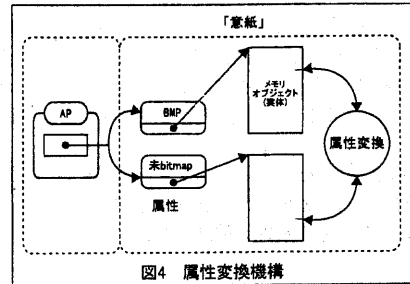 「意紙」
AP
BMP
未bitmap
属性
メモリ
オブジェクト
(実体)
属性変換
図4 属性変換機構